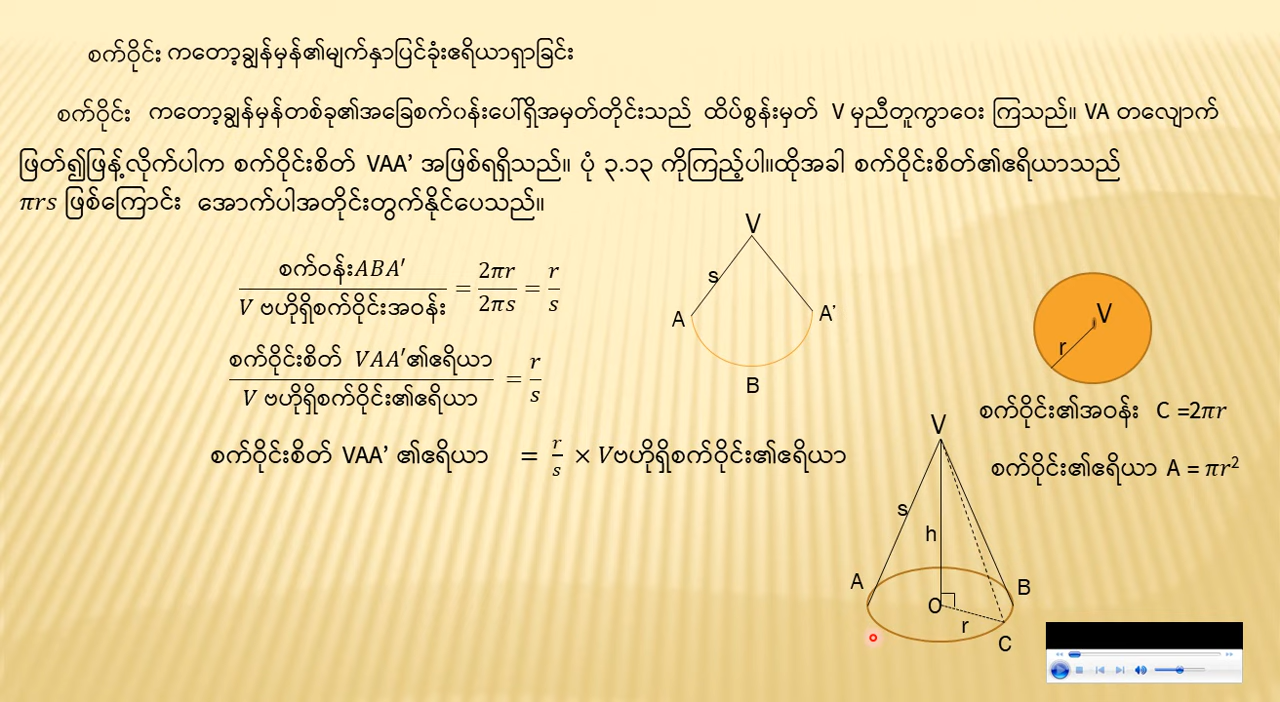 စက်ဝိုင်း ကတော့ချွန်မှန်၏မျက်နှာပြင်ခုံးဧရိယာရှာခြင်း
စက်ဝိုင်း ကတော့ချွန်မှန်တစ်ခု၏အခြေစက်ဝန်းပေါ်ရှိအမှတ်တိုင်းသည် ထိပ်စွန်းမှတ် V မှညီတူကွာဝေး ကြသည်။ VA တလျောက်
ဖြတ်၍ဖြန့်လိုက်ပါက စက်ဝိုင်းစိတ် VAA’ အဖြစ်ရရှိသည်။ ပုံ ၃.၁၃ ကိုကြည့်ပါ။ထိုအခါ စက်ဝိုင်းစိတ်၏ဧရိယာသည်
πrs ဖြစ်ကြောင်း အောက်ပါအတိုင်းတွက်နိုင်ပေသည်။
စက်ဝန်းABA′ / V ဗဟိုရှိစက်ဝိုင်းအဝန်း = 2πr / 2πs = r / s
စက်ဝိုင်းစိတ် VAA′၏ဧရိယာ / V ဗဟိုရှိစက်ဝိုင်း၏ဧရိယာ = r / s
စက်ဝိုင်းစိတ် VAA’ ၏ဧရိယာ = r / s × Vဗဟိုရှိစက်ဝိုင်း၏ဧရိယာ
V
s
A
A’
B
V
r
စက်ဝိုင်း၏အဝန်း C =2πr
စက်ဝိုင်း၏ဧရိယာ A = πr²
V
s
h
A
B
O
r
C